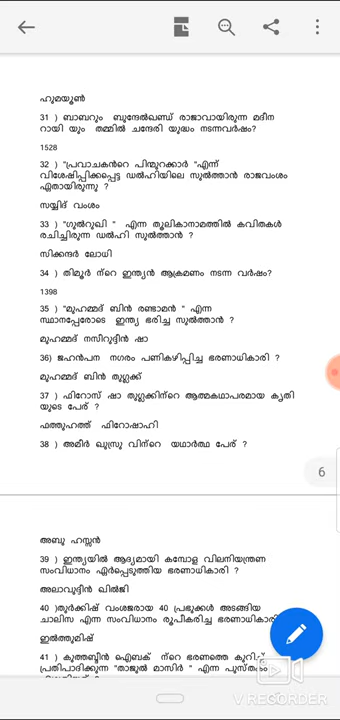 ഹുമയൂൺ
31 ) ബാബറും ബുന്ദേൽഖണ്ഡ് രാജാവായിരുന്ന മദീന
റായി യും തമ്മിൽ ചന്ദേരി യുദ്ധം നടന്നവർഷം?
1528
32 ) "പ്രവാചകൻറെ പിന്മുറക്കാർ "എന്ന്
വിശേഷിപ്പിക്കപ്പെട്ട ഡൽഹിയിലെ സുൽത്താൻ രാജവംശം
ഏതായിരുന്നു ?
സയ്യിദ് വംശം
33 ) "ഗുൽറൂഖി " എന്ന തൂലികാനാമത്തിൽ കവിതകൾ
രചിച്ചിരുന്ന ഡൽഹി സുൽത്താൻ ?
സിക്കന്ദർ ലോധി
34 ) തിമൂർ ൻറെ ഇന്ത്യൻ ആക്രമണം നടന്ന വർഷം?
1398
35 ) "മുഹമ്മദ് ബിൻ രണ്ടാമൻ " എന്ന
സ്ഥാനപ്പേരോടെ ഇന്ത്യ ഭരിച്ച സുൽത്താൻ ?
മുഹമ്മദ് നസീറുദ്ദീൻ ഷാ
36) ജഹൻപന നഗരം പണികഴിപ്പിച്ച ഭരണാധികാരി ?
മുഹമ്മദ് ബിൻ തുഗ്ലക്ക്
37 ) ഫിറോസ് ഷാ തുഗ്ലക്കിന്റെ ആത്മകഥാപരമായ കൃതി
യുടെ പേര് ?
ഫത്തുഹത്ത് ഫിറോഷാഹി
38 ) അമീർ ഖുസ്രു വിന്റെ യഥാർത്ഥ പേര് ?
6
അബു ഹസ്സൻ
39 ) ഇന്ത്യയിൽ ആദ്യമായി കമ്പോള വിലനിയന്ത്രണ
സംവിധാനം ഏർപ്പെടുത്തിയ ഭരണാധികാരി ?
അലാവുദ്ദീൻ ഖിൽജി
40 )തുർക്കിഷ് വംശജരായ 40 പ്രഭുക്കൾ അടങ്ങിയ
ചാലിസ എന്ന സംവിധാനം രൂപീകരിച്ച ഭരണാധികാരി
ഇൽത്തുമിഷ്
41 ) കുത്തബ്ദീൻ ഐബക് ൻറെ ഭരണത്തെ കുറിച്ച്
പ്രതിപാദിക്കുന്ന "താജുൽ മാസിർ " എന്ന പുസ്തകം
V RECORDER